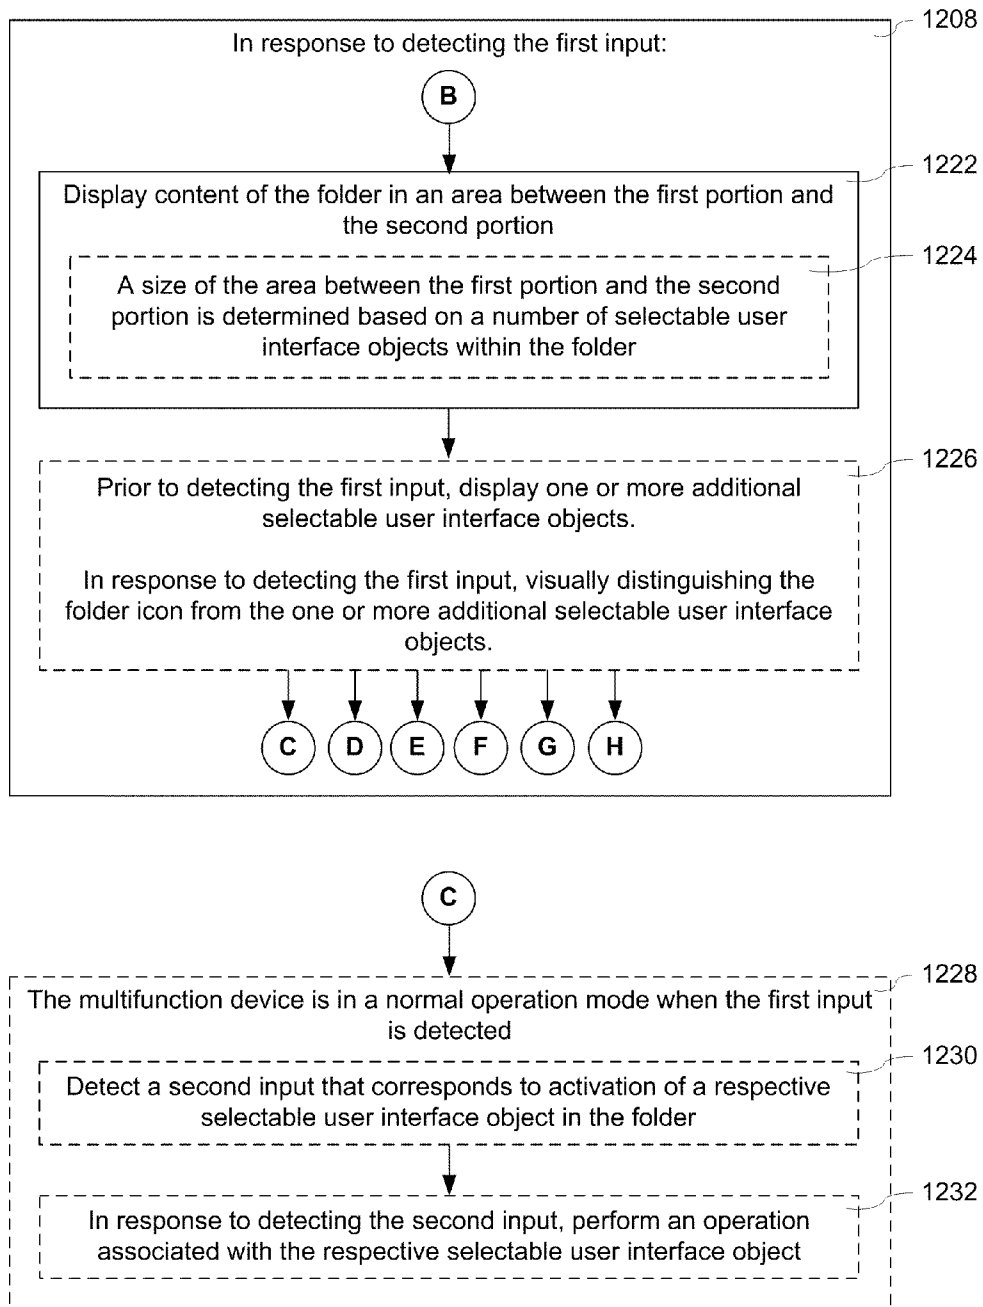 1208
In response to detecting the first input:
B
1222
Display content of the folder in an area between the first portion and
the second portion
1224
A size of the area between the first portion and the second
portion is determined based on a number of selectable user
interface objects within the folder
1226
Prior to detecting the first input, display one or more additional
selectable user interface objects.
In response to detecting the first input, visually distinguishing the
folder icon from the one or more additional selectable user interface
objects.
C D E F G H
C
1228
The multifunction device is in a normal operation mode when the first input
is detected
1230
Detect a second input that corresponds to activation of a respective
selectable user interface object in the folder
1232
In response to detecting the second input, perform an operation
associated with the respective selectable user interface object